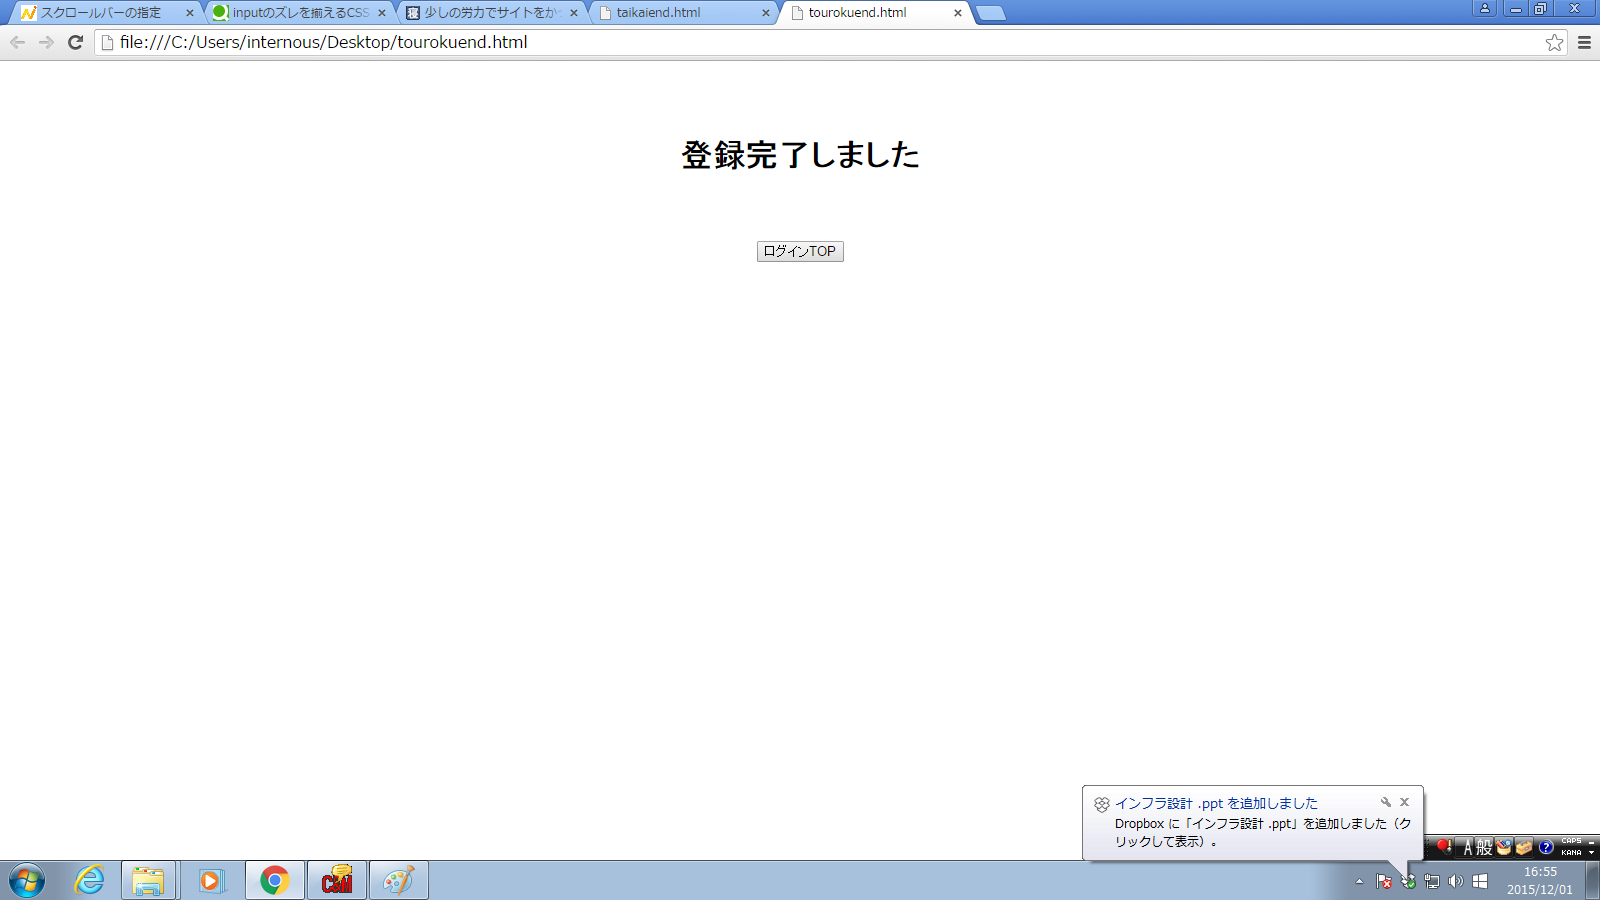 スクロールバーの指定
inputのズレを揃えるCSS
少しの労力でサイトをか
taikaiend.html
tourokuend.html
file:///C:/Users/internous/Desktop/tourokuend.html
登録完了しました
ログインTOP
インフラ設計 .ppt を追加しました
Dropbox に「インフラ設計 .ppt」を追加しました（ク
リックして表示）。
A 般 CAPS
KANA
CSM
16:55
2015/12/01